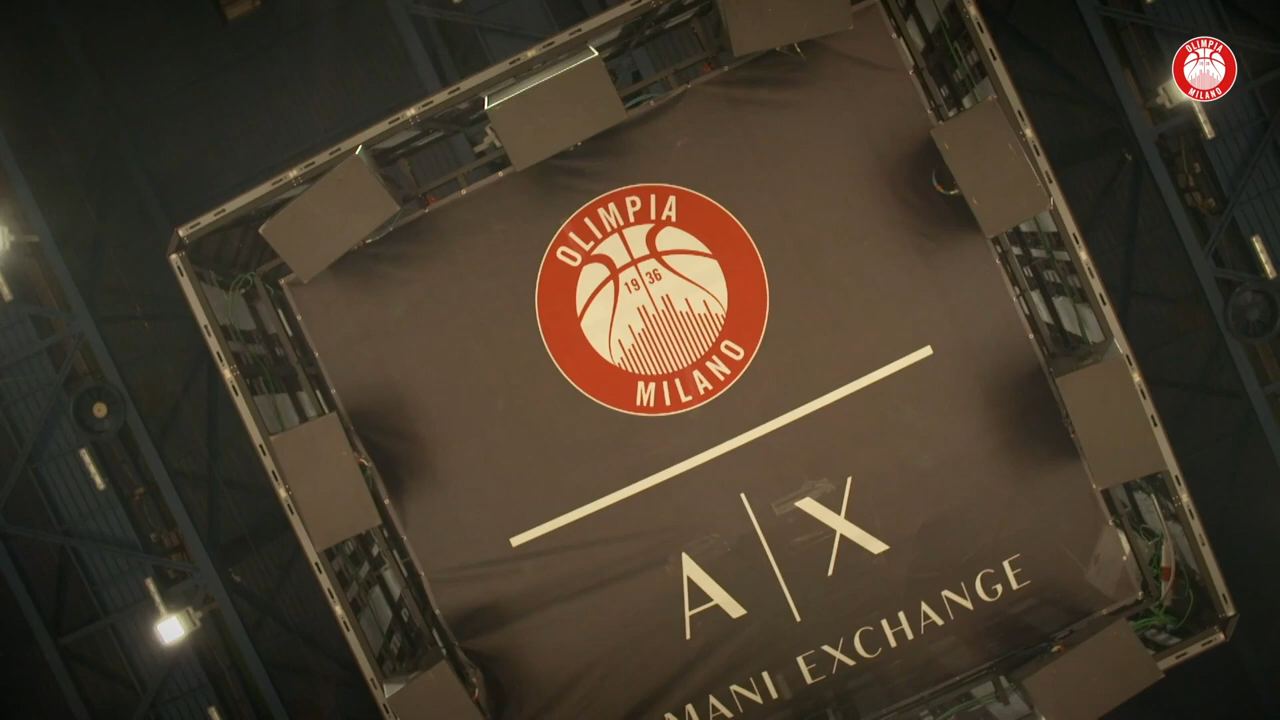 OLIMPIA
19 36
MILANO
A|X
MANI EXCHANGE
OLIMPIA
MILANO